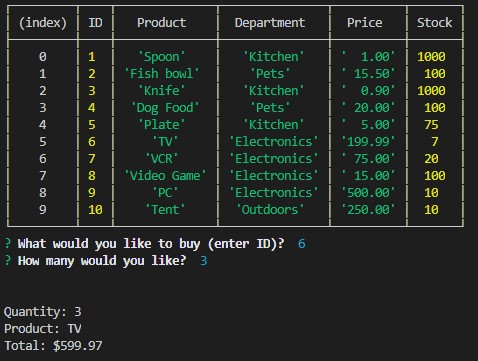 (index) ID Product Department Price Stock
0 1 'Spoon' 'Kitchen' ' 1.00' 1000
1 2 'Fish bowl' 'Pets' ' 15.50' 100
2 3 'Knife' 'Kitchen' ' 0.90' 1000
3 4 'Dog Food' 'Pets' ' 20.00' 100
4 5 'Plate' 'Kitchen' ' 5.00' 75
5 6 'TV' 'Electronics' '199.99' 7
6 7 'VCR' 'Electronics' ' 75.00' 20
7 8 'Video Game' 'Electronics' ' 15.00' 100
8 9 'PC' 'Electronics' '500.00' 10
9 10 'Tent' 'Outdoors' '250.00' 10
? What would you like to buy (enter ID)? 6
? How many would you like? 3
Quantity: 3
Product: TV
Total: $599.97